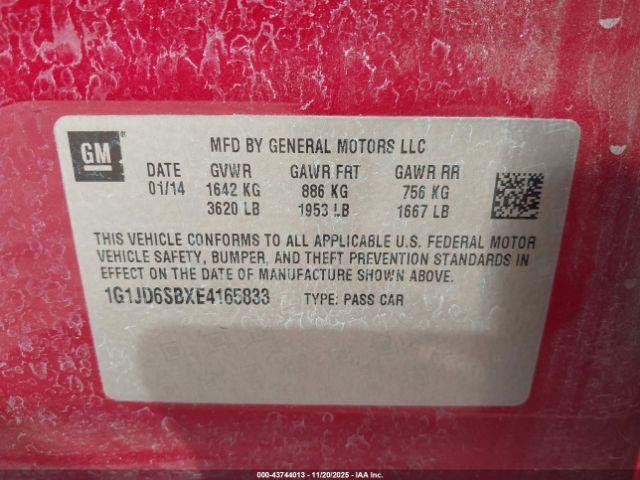 GM
MFD BY GENERAL MOTORS LLC
DATE GVWR GAWR FRT GAWR RR
01/14 1642 KG 886 KG 756 KG
3620 LB 1953 LB 1667 LB
THIS VEHICLE CONFORMS TO ALL APPLICABLE U.S. FEDERAL MOTOR
VEHICLE SAFETY, BUMPER, AND THEFT PREVENTION STANDARDS IN
EFFECT ON THE DATE OF MANUFACTURE SHOWN ABOVE.
1G1JD6SBXE4165833 TYPE: PASS CAR
000-43744013 - 11/20/2025 - IAA Inc.